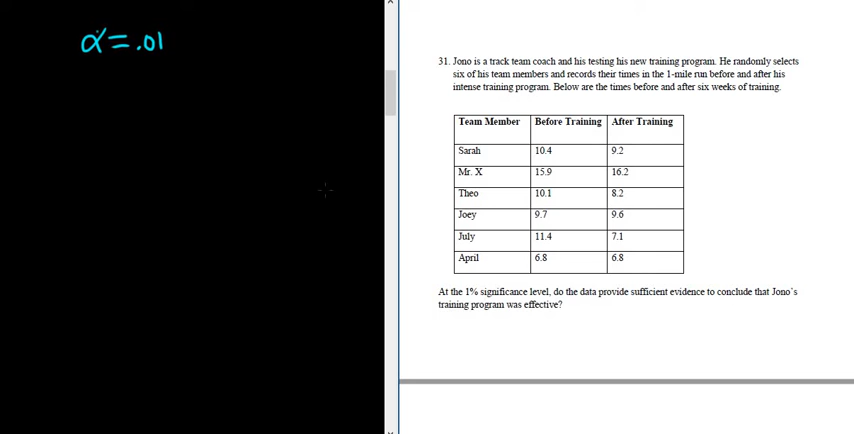 α = .01
31. Jono is a track team coach and his testing his new training program. He randomly selects
six of his team members and records their times in the 1-mile run before and after his
intense training program. Below are the times before and after six weeks of training.
Team Member Before Training After Training
Sarah 10.4 9.2
Mr. X 15.9 16.2
Theo 10.1 8.2
Joey 9.7 9.6
July 11.4 7.1
April 6.8 6.8
At the 1% significance level, do the data provide sufficient evidence to conclude that Jono's
training program was effective?